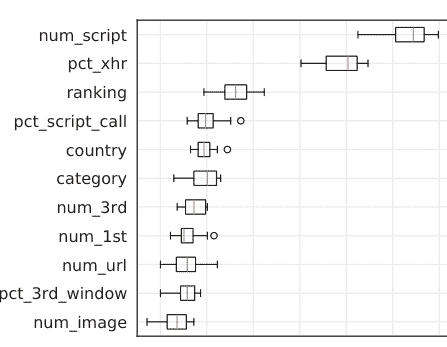 num_script
pct_xhr
ranking
pct_script_call
country
category
num_3rd
num_1st
num_url
pct_3rd_window
num_image